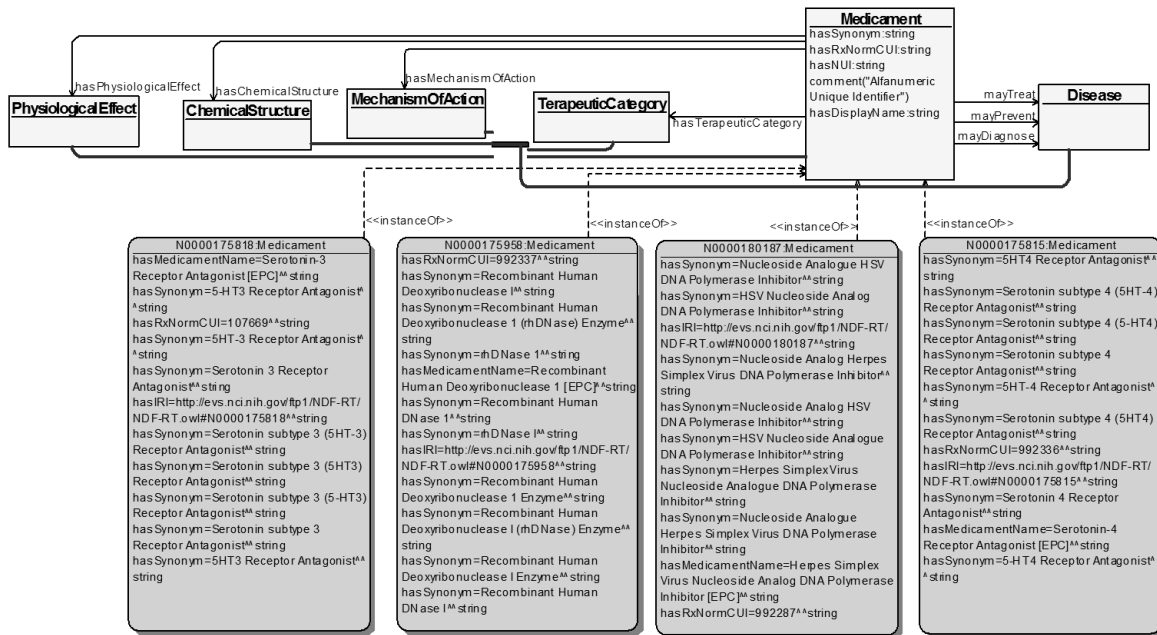 Medicament
hasSynonym:string
hasRxNormCUI:string
hasNUI:string
comment("Alfanumeric
Unique Identifier")
hasDisplayName:string
hasPhysiologicalEffect
hasChemicalStructure
hasMechanismOfAction
hasTerapeuticCategory
PhysiologicalEffect
ChemicalStructure
MechanismOfAction
TerapeuticCategory
mayTreat
mayPrevent
mayDiagnose
Disease
<<instanceOf>>
<<instanceOf>>
<<instanceOf>>
<<instanceOf>>
N0000175818:Medicament
hasMedicamentName=Serotonin-3
Receptor Antagonist [EPC]^^string
hasSynonym=5-HT3 Receptor Antagonist^
^string
hasRxNormCUI=107669^^string
hasSynonym=5HT-3 Receptor Antagonist^
^string
hasSynonym=Serotonin 3 Receptor
Antagonist^^string
hasIRI=http://evs.nci.nih.gov/ftp1/NDF-RT/
NDF-RT.owl#N0000175818^^string
hasSynonym=Serotonin subtype 3 (5HT-3)
Receptor Antagonist^^string
hasSynonym=Serotonin subtype 3 (5HT3)
Receptor Antagonist^^string
hasSynonym=Serotonin subtype 3 (5-HT3)
Receptor Antagonist^^string
hasSynonym=Serotonin subtype 3
Receptor Antagonist^^string
hasSynonym=5HT3 Receptor Antagonist^^
string
N0000175958:Medicament
hasRxNormCUI=992337^^string
hasSynonym=Recombinant Human
Deoxyribonuclease I^^string
hasSynonym=Recombinant Human
Deoxyribonuclease 1 (rhDNase) Enzyme^^
string
hasSynonym=rhDNase 1^^string
hasMedicamentName=Recombinant
Human Deoxyribonuclease 1 [EPC]^^string
hasSynonym=Recombinant Human
DNase 1^^string
hasSynonym=rhDNase I^^string
hasIRI=http://evs.nci.nih.gov/ftp1/NDF-RT/
NDF-RT.owl#N0000175958^^string
hasSynonym=Recombinant Human
Deoxyribonuclease 1 Enzyme^^string
hasSynonym=Recombinant Human
Deoxyribonuclease I (rhDNase) Enzyme^^
string
hasSynonym=Recombinant Human
Deoxyribonuclease I Enzyme^^string
hasSynonym=Recombinant Human
DNase I^^string
N0000180187:Medicament
hasSynonym=Nucleoside Analogue HSV
DNA Polymerase Inhibitor^^string
hasSynonym=HSV Nucleoside Analog
DNA Polymerase Inhibitor^^string
hasIRI=http://evs.nci.nih.gov/ftp1/NDF-RT/
NDF-RT.owl#N0000180187^^string
hasSynonym=Nucleoside Analog Herpes
Simplex Virus DNA Polymerase Inhibitor^^
string
hasSynonym=Nucleoside Analog HSV
DNA Polymerase Inhibitor^^string
hasSynonym=HSV Nucleoside Analogue
DNA Polymerase Inhibitor^^string
hasSynonym=Herpes Simplex Virus
Nucleoside Analogue DNA Polymerase
Inhibitor^^string
hasSynonym=Nucleoside Analogue
Herpes Simplex Virus DNA Polymerase
Inhibitor^^string
hasMedicamentName=Herpes Simplex
Virus Nucleoside Analog DNA Polymerase
Inhibitor [EPC]^^string
hasRxNormCUI=992287^^string
N0000175815:Medicament
hasSynonym=5HT4 Receptor Antagonist^^
string
hasSynonym=Serotonin subtype 4 (5HT-4)
Receptor Antagonist^^string
hasSynonym=Serotonin subtype 4 (5-HT4)
Receptor Antagonist^^string
hasSynonym=Serotonin subtype 4
Receptor Antagonist^^string
hasSynonym=5HT-4 Receptor Antagonist^
^string
hasSynonym=Serotonin subtype 4 (5HT4)
Receptor Antagonist^^string
hasRxNormCUI=992336^^string
hasIRI=http://evs.nci.nih.gov/ftp1/NDF-RT/
NDF-RT.owl#N0000175815^^string
hasSynonym=Serotonin 4 Receptor
Antagonist^^string
hasMedicamentName=Serotonin-4
Receptor Antagonist [EPC]^^string
hasSynonym=5-HT4 Receptor Antagonist^
^string